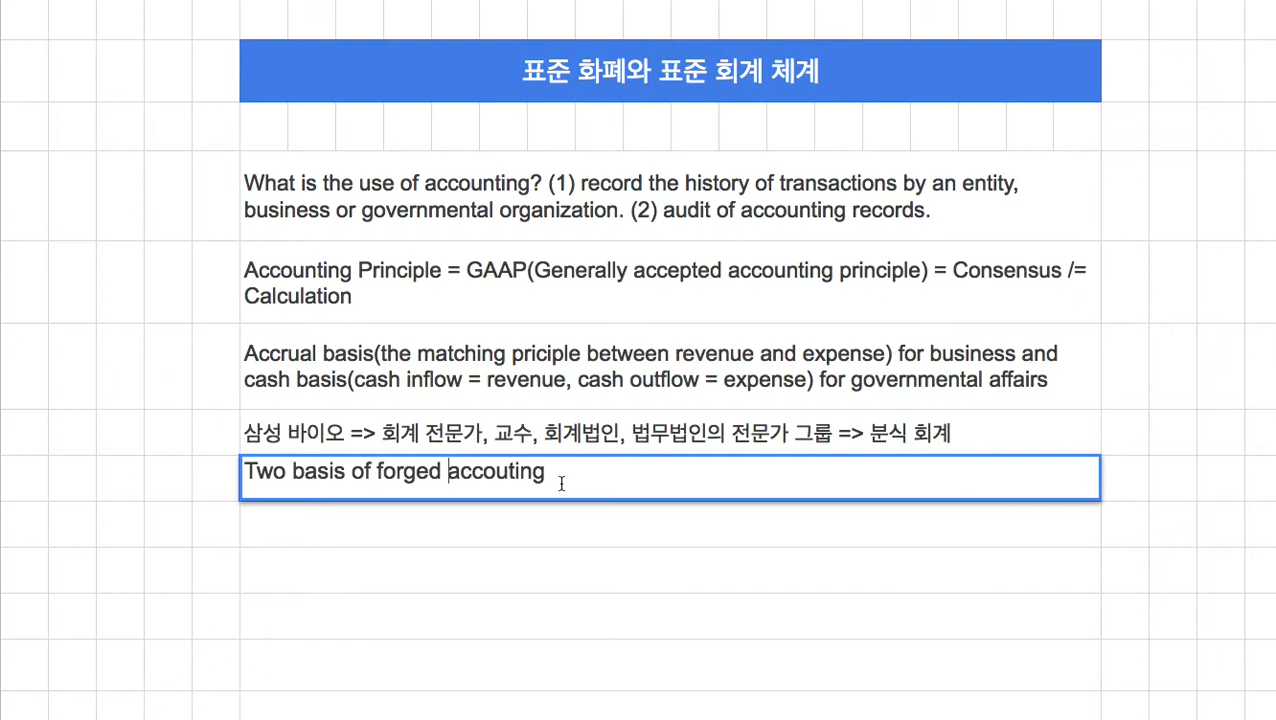 표준 화폐와 표준 회계 체계
What is the use of accounting? (1) record the history of transactions by an entity,
business or governmental organization. (2) audit of accounting records.
Accounting Principle = GAAP(Generally accepted accounting principle) = Consensus /=
Calculation
Accrual basis(the matching priciple between revenue and expense) for business and
cash basis(cash inflow = revenue, cash outflow = expense) for governmental affairs
삼성 바이오 => 회계 전문가, 교수, 회계법인, 법무법인의 전문가 그룹 => 분식 회계
Two basis of forged accouting